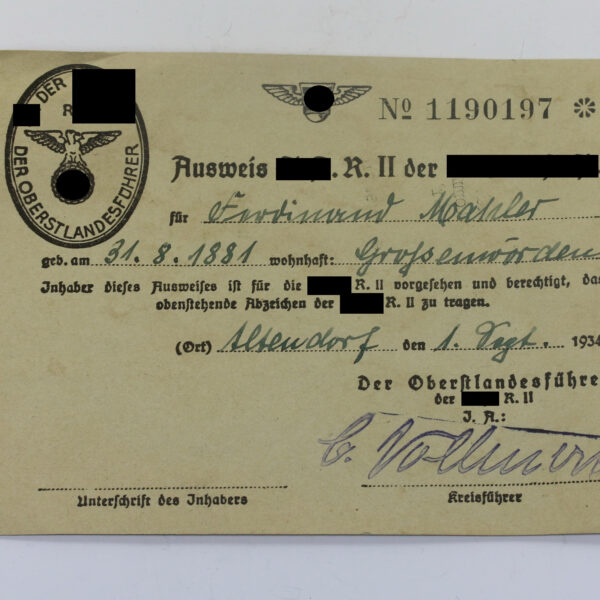 DER
R
DER OBERSTLANDESFÜHRER
№ 1190197 ※
Ausweis R. II der
für Ferdinand Mahler
geb. am 31. 8. 1881 wohnhaft: Großenwörden
Inhaber dieses Ausweises ist für die R. II vorgesehen und berechtigt, das
obenstehende Abzeichen der R. II zu tragen.
(Ort) Altendorf den 1. Sept. 1934
Der Oberstlandesführe
der R. II
J. A.:
Unterschrift des Inhabers
Kreisführer